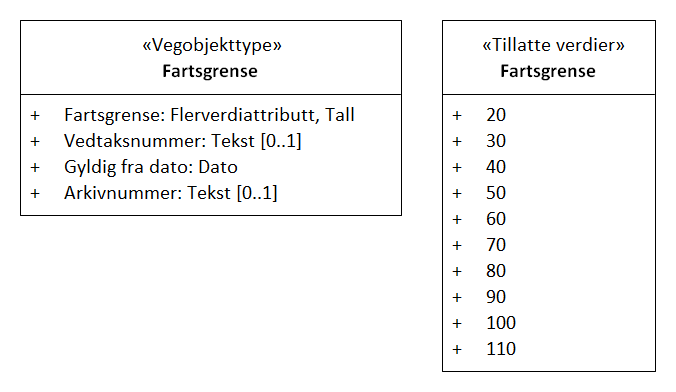 «Vegobjekttype»
Fartsgrense
+ Fartsgrense: Flerverdiattributt, Tall
+ Vedtaksnummer: Tekst [0..1]
+ Gyldig fra dato: Dato
+ Arkivnummer: Tekst [0..1]
«Tillatte verdier»
Fartsgrense
+ 20
+ 30
+ 40
+ 50
+ 60
+ 70
+ 80
+ 90
+ 100
+ 110